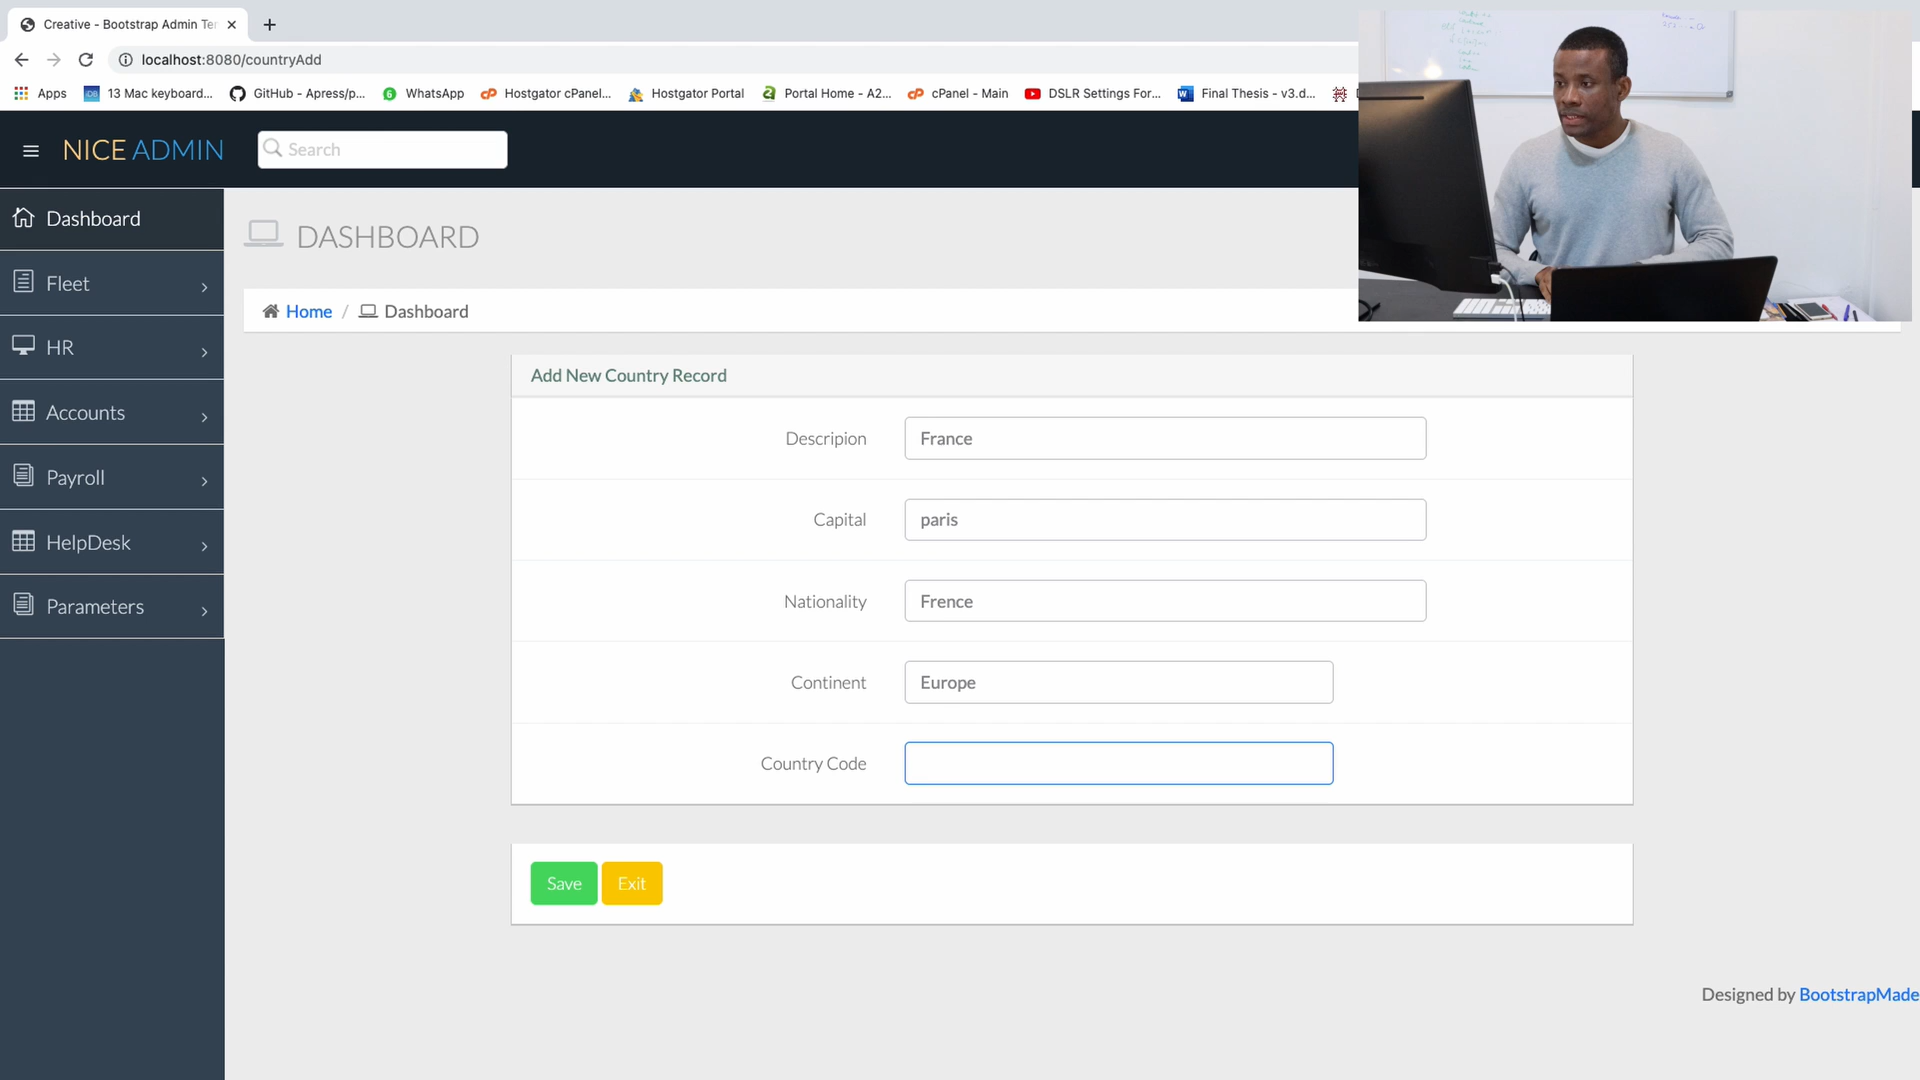 Creative - Bootstrap Admin Ter
localhost:8080/countryAdd
Apps 13 Mac keyboard... GitHub - Apress/p... WhatsApp Hostgator cPanel... Hostgator Portal Portal Home - A2... cPanel - Main DSLR Settings For... Final Thesis - v3.d...
NICE ADMIN
Search
Dashboard
Fleet
HR
Accounts
Payroll
HelpDesk
Parameters
DASHBOARD
Home / Dashboard
Add New Country Record
Descripion France
Capital paris
Nationality Frence
Continent Europe
Country Code
Save Exit
Designed by BootstrapMade